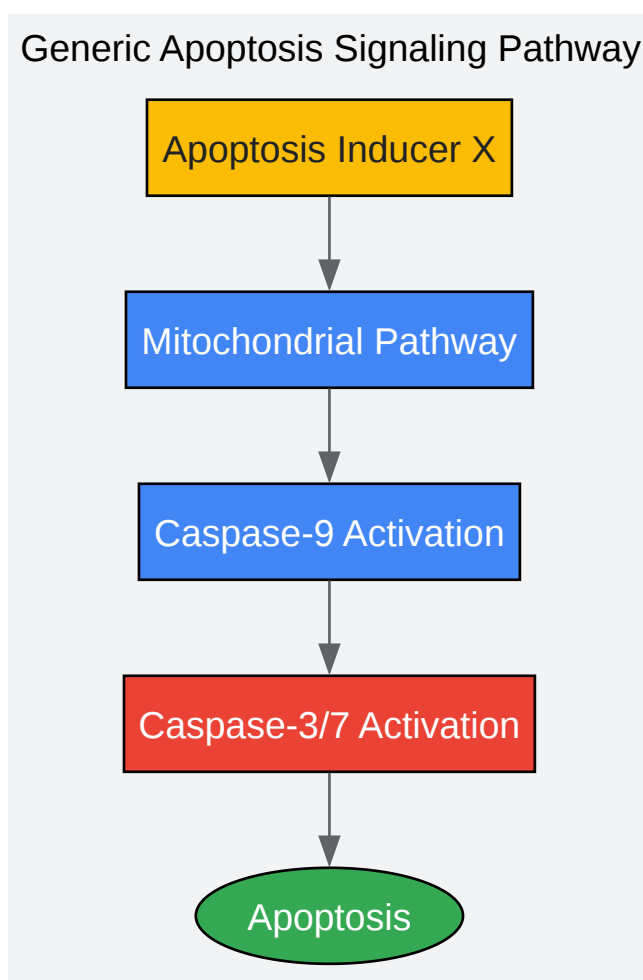 Generic Apoptosis Signaling Pathway
Apoptosis Inducer X
Mitochondrial Pathway
Caspase-9 Activation
Caspase-3/7 Activation
Apoptosis